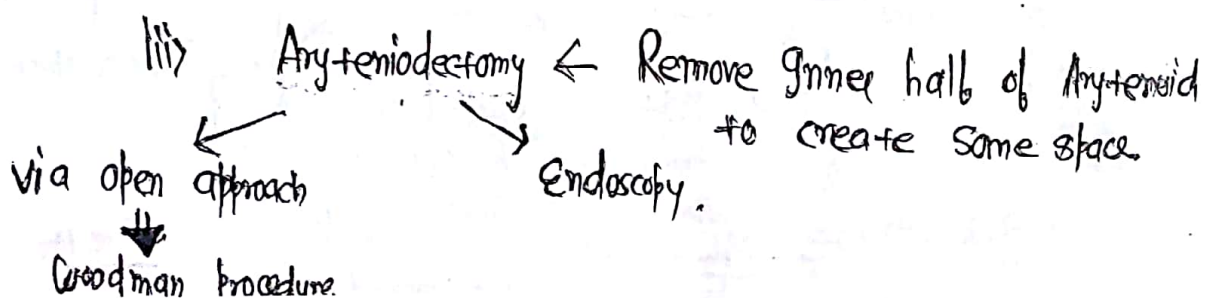 iii> Aryteniodectomy ← Remove Inner half of Arytenoid
to create some space.
via open approach
Endoscopy.
Woodman procedure.